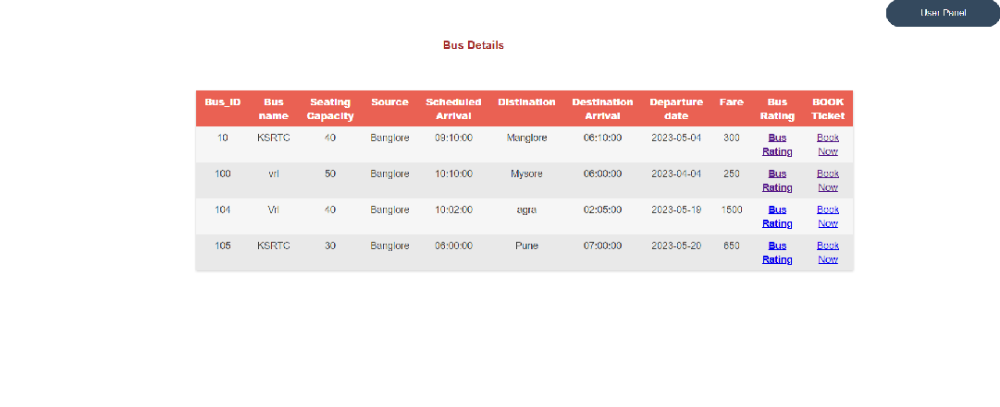 User Panel
Bus Details
Bus_ID Bus name Seating Capacity Source Scheduled Arrival Distination Destination Arrival Departure date Fare Bus Rating BOOK Ticket
10 KSRTC 40 Banglore 09:10:00 Manglore 06:10:00 2023-05-04 300 Bus Rating Book Now
100 vrl 50 Banglore 10:10:00 Mysore 06:00:00 2023-04-04 250 Bus Rating Book Now
104 Vrl 40 Banglore 10:02:00 agra 02:05:00 2023-05-19 1500 Bus Rating Book Now
105 KSRTC 30 Banglore 06:00:00 Pune 07:00:00 2023-05-20 650 Bus Rating Book Now